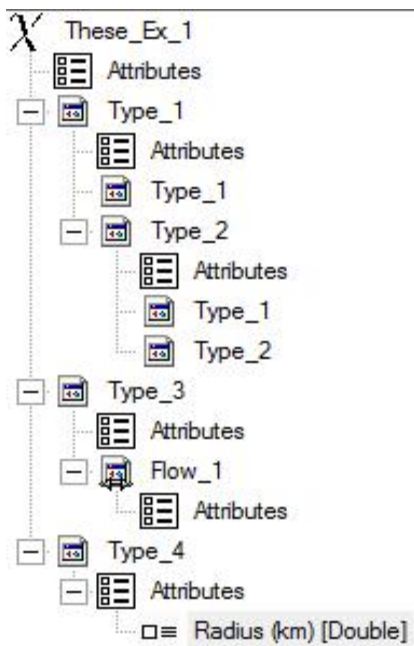 These_Ex_1
Attributes
Type_1
Attributes
Type_1
Type_2
Attributes
Type_1
Type_2
Type_3
Attributes
Flow_1
Attributes
Type_4
Attributes
Radius (km) [Double]